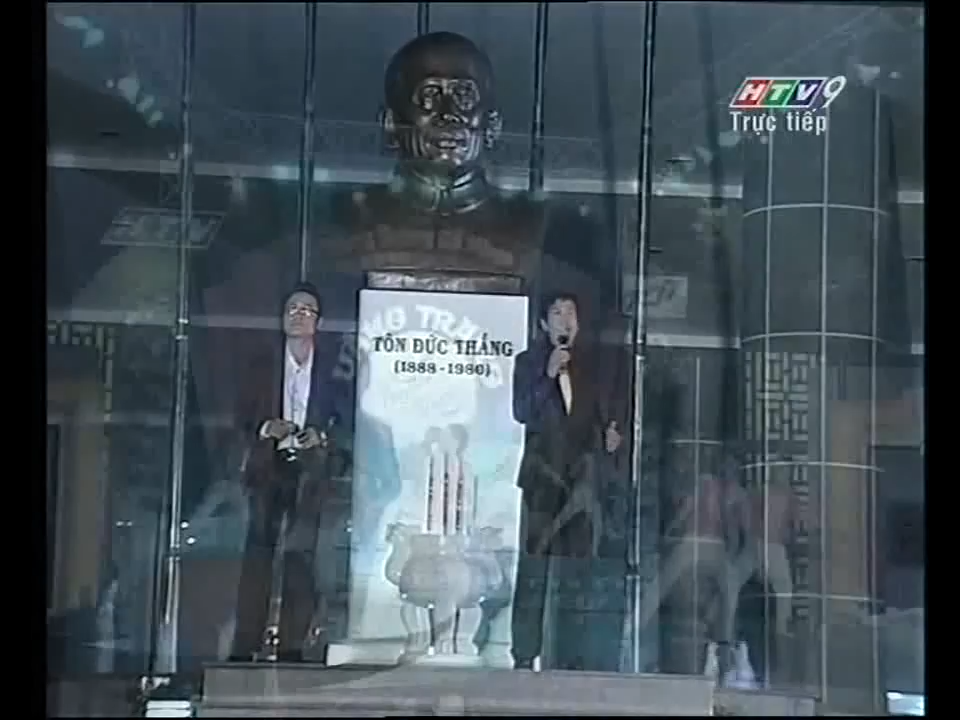 HTV9
Trực tiếp
TÔN ĐỨC THẮNG
(1888-1980)